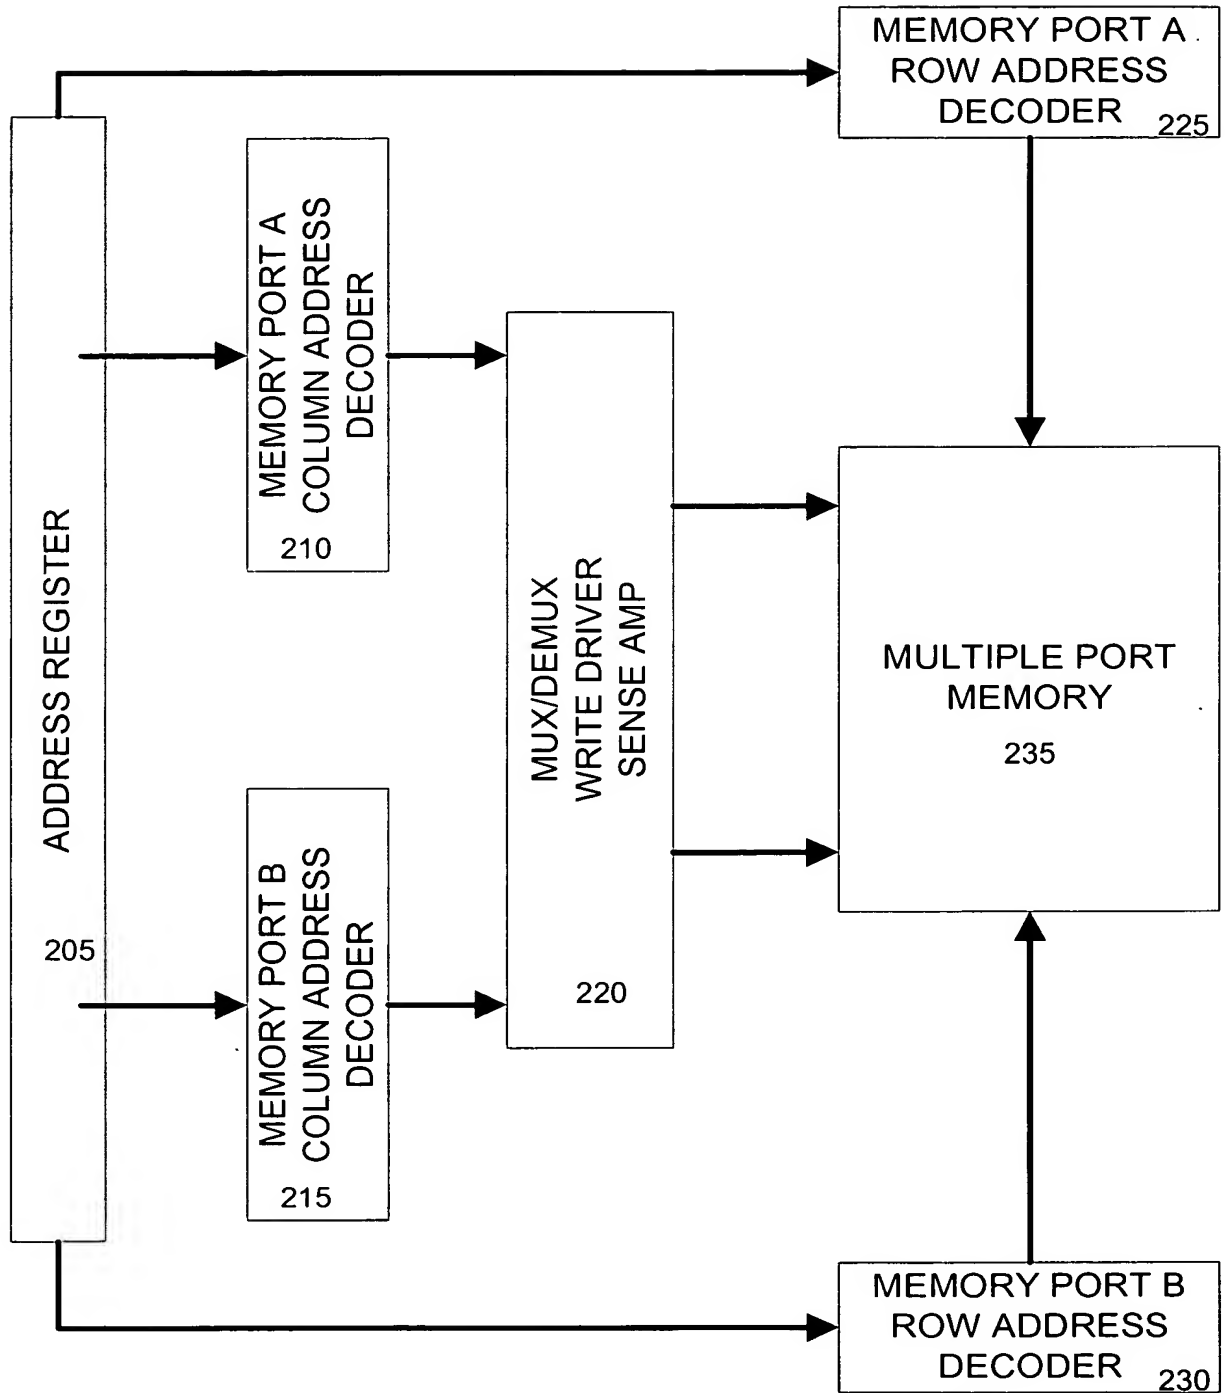 MEMORY PORT A
ROW ADDRESS
DECODER
225
ADDRESS REGISTER
205
MEMORY PORT A
COLUMN ADDRESS
DECODER
210
MEMORY PORT B
COLUMN ADDRESS
DECODER
215
MUX/DEMUX
WRITE DRIVER
SENSE AMP
220
MULTIPLE PORT
MEMORY
235
MEMORY PORT B
ROW ADDRESS
DECODER
230